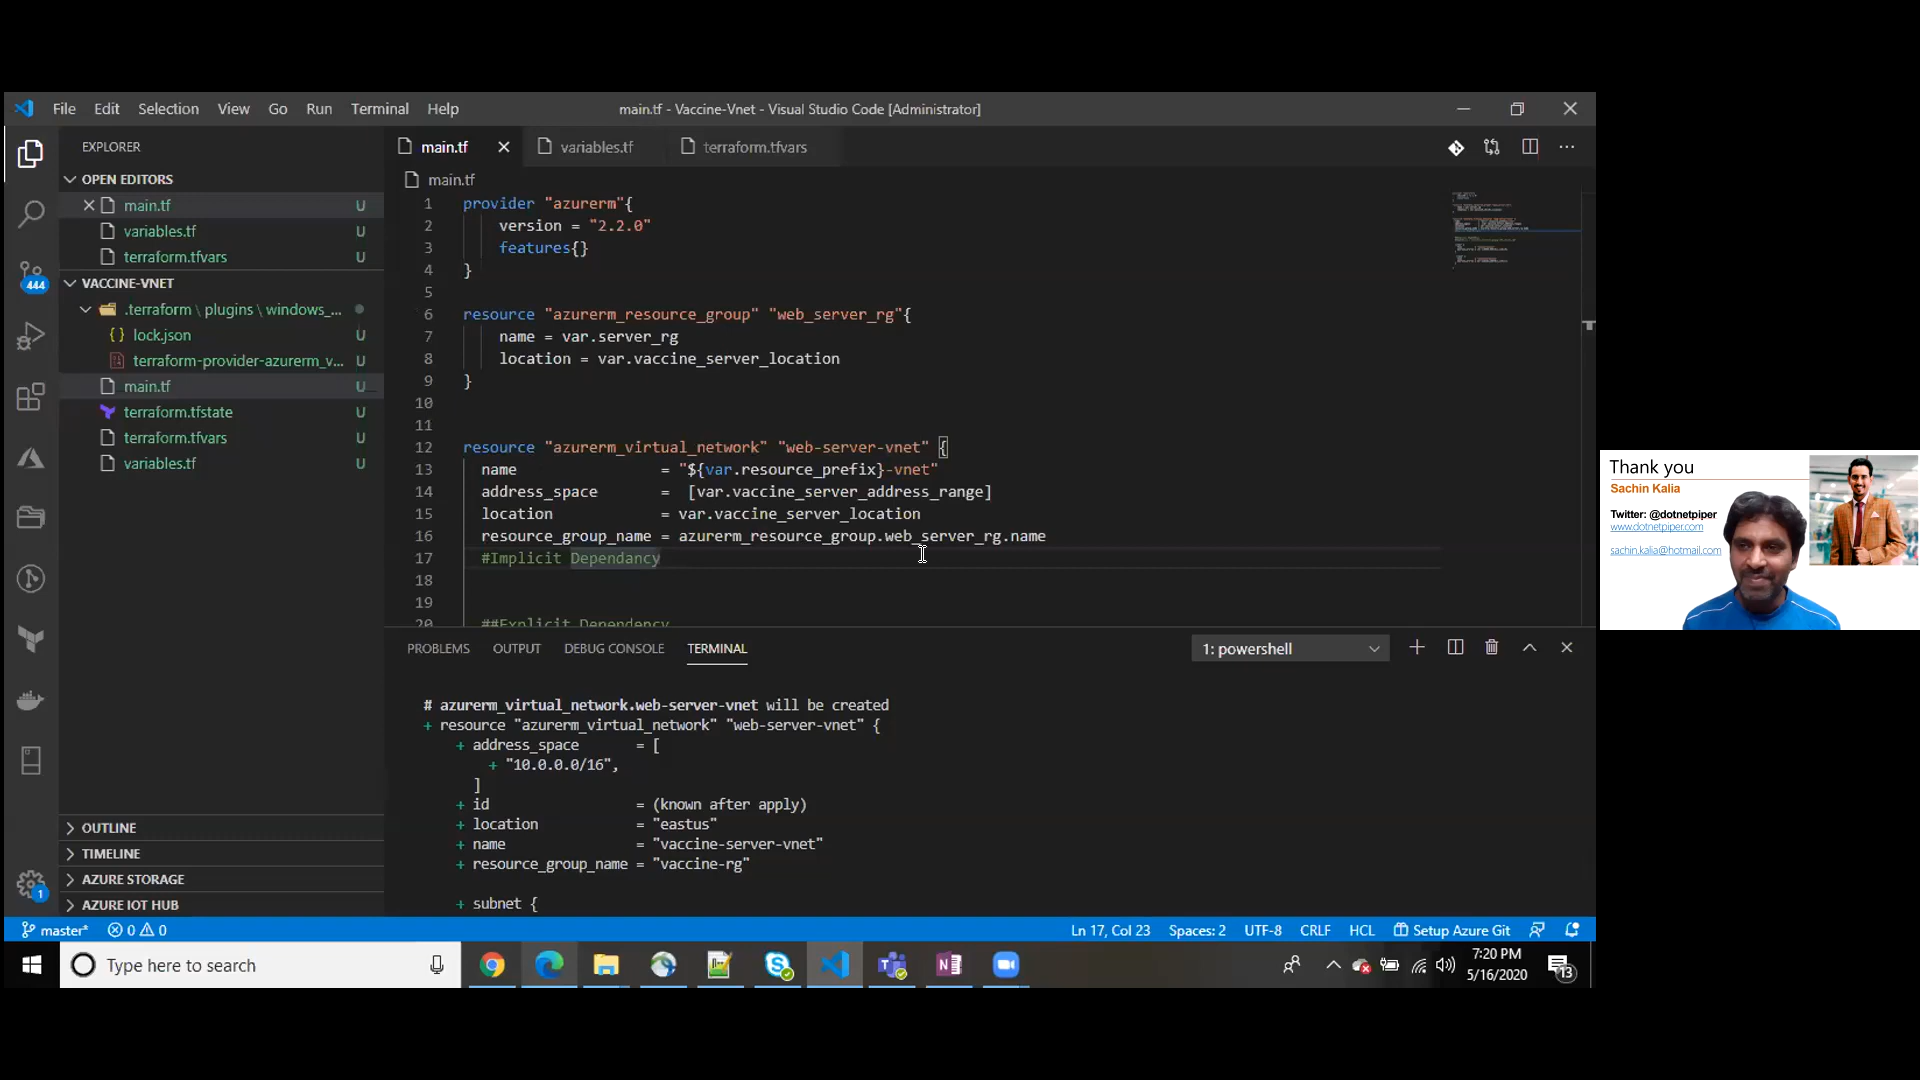 File Edit Selection View Go Run Terminal Help
main.tf - Vaccine-Vnet - Visual Studio Code [Administrator]
EXPLORER
OPEN EDITORS
main.tf U
variables.tf U
terraform.tfvars U
444
VACCINE-VNET
.terraform \ plugins \ windows_...
{} lock.json U
terraform-provider-azurerm_v... U
main.tf U
terraform.tfstate U
terraform.tfvars U
variables.tf U
OUTLINE
TIMELINE
AZURE STORAGE
AZURE IOT HUB
1
main.tf variables.tf terraform.tfvars
main.tf
1 provider "azurerm"{
2 version = "2.2.0"
3 features{}
4 }
5
6 resource "azurerm_resource_group" "web_server_rg"{
7 name = var.server_rg
8 location = var.vaccine_server_location
9 }
10
11
12 resource "azurerm_virtual_network" "web-server-vnet" {
13 name = "${var.resource_prefix}-vnet"
14 address_space = [var.vaccine_server_address_range]
15 location = var.vaccine_server_location
16 resource_group_name = azurerm_resource_group.web_server_rg.name
17 #Implicit Dependancy
18
19
20 ##Explicit Dependency
PROBLEMS OUTPUT DEBUG CONSOLE TERMINAL
1: powershell
# azurerm_virtual_network.web-server-vnet will be created
+ resource "azurerm_virtual_network" "web-server-vnet" {
+ address_space = [
+ "10.0.0.0/16",
]
+ id = (known after apply)
+ location = "eastus"
+ name = "vaccine-server-vnet"
+ resource_group_name = "vaccine-rg"
+ subnet {
master* 0 0
Ln 17, Col 23 Spaces: 2 UTF-8 CRLF HCL Setup Azure Git
Type here to search
7:20 PM
5/16/2020
13
Thank you
Sachin Kalia
Twitter: @dotnetpiper
www.dotnetpiper.com
sachin.kalia@hotmail.com